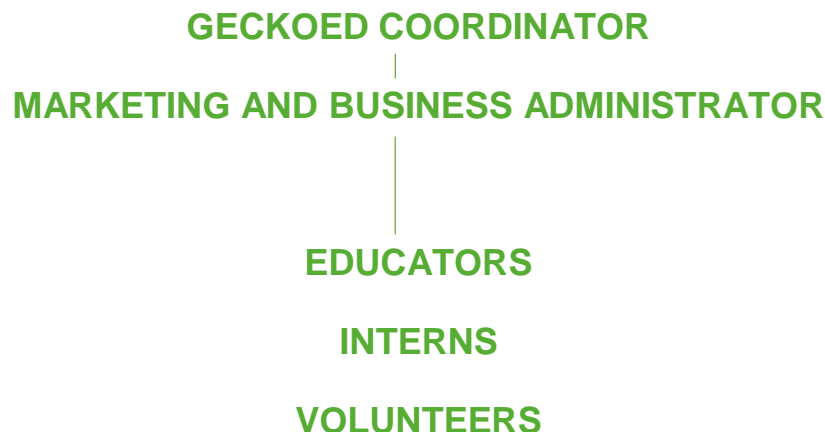 GECKOED COORDINATOR
MARKETING AND BUSINESS ADMINISTRATOR
EDUCATORS
INTERNS
VOLUNTEERS